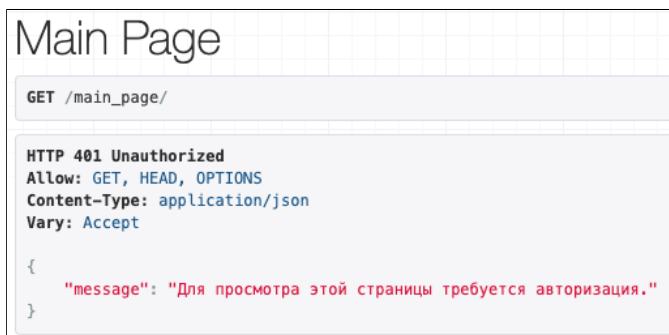 Main Page
GET /main_page/
HTTP 401 Unauthorized
Allow: GET, HEAD, OPTIONS
Content-Type: application/json
Vary: Accept
{
"message": "Для просмотра этой страницы требуется авторизация."
}